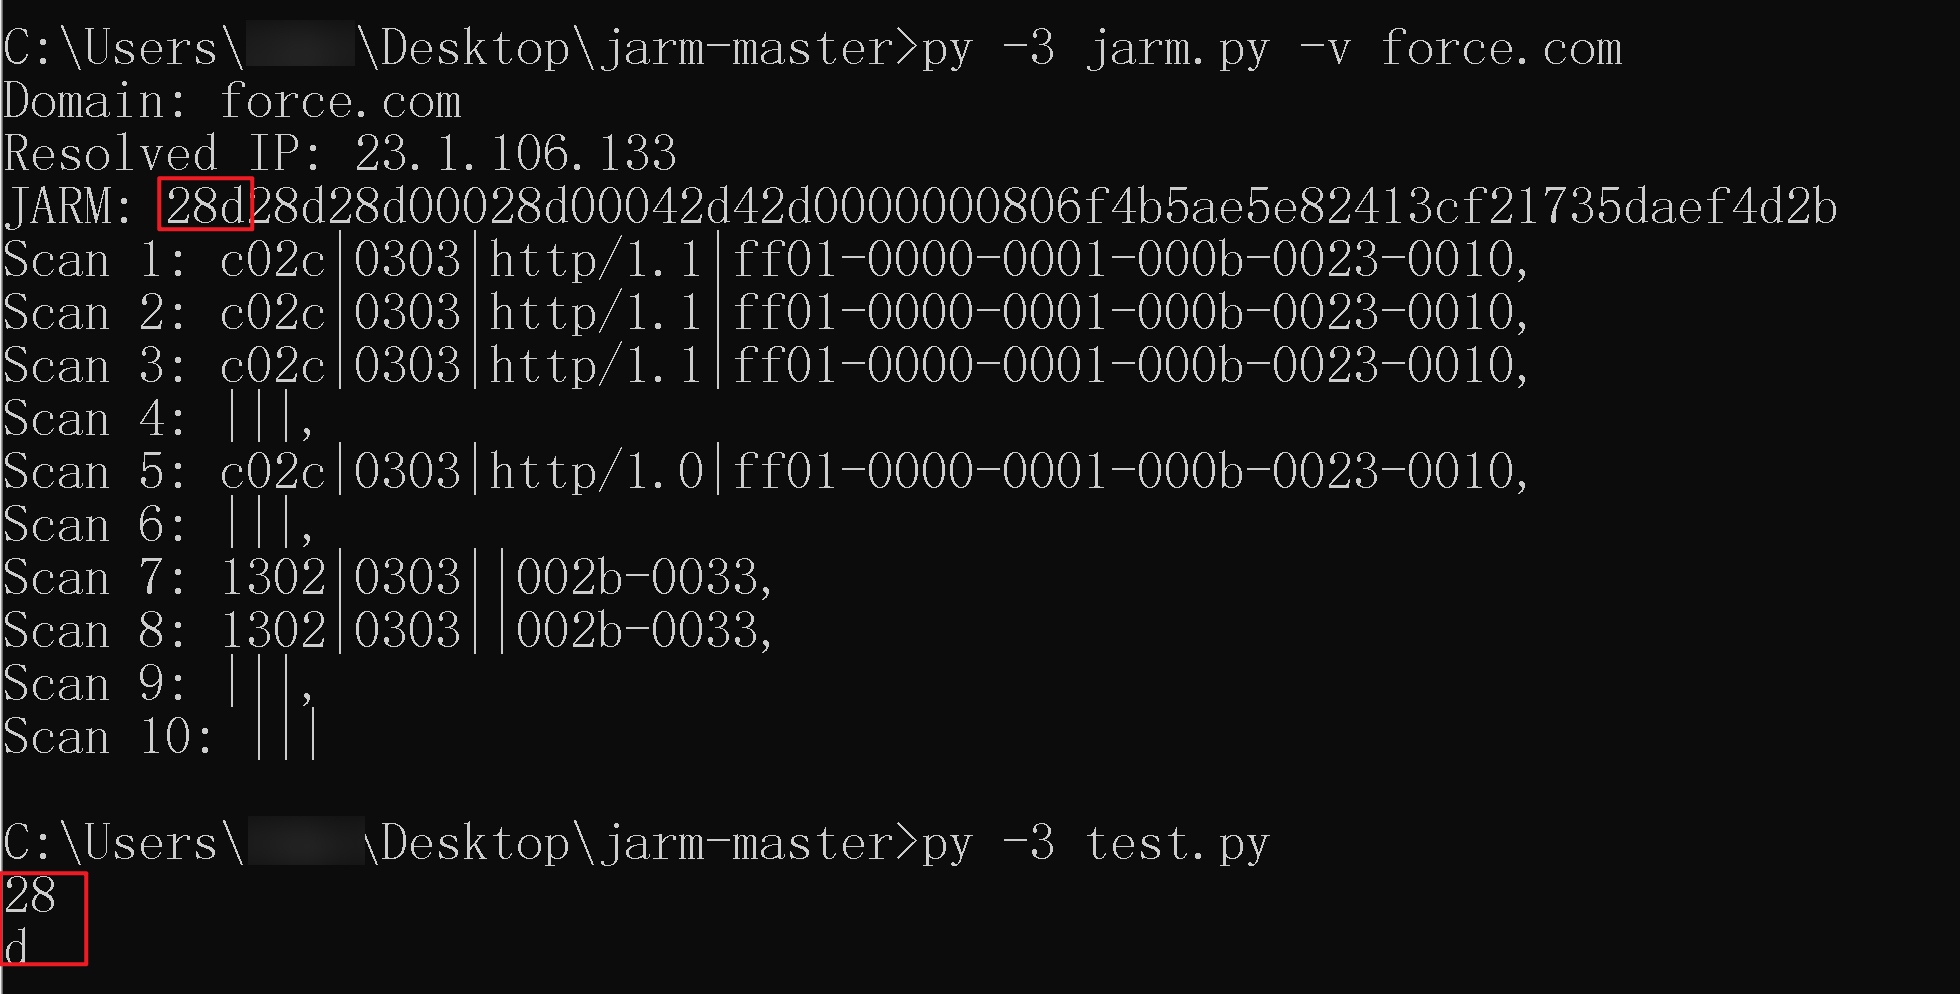 C:\Users\ \Desktop\jarm-master>py -3 jarm.py -v force.com
Domain: force.com
Resolved IP: 23.1.106.133
JARM: 28d28d28d00028d00042d42d0000000806f4b5ae5e82413cf21735daef4d2b
Scan 1: c02c|0303|http/1.1|ff01-0000-0001-000b-0023-0010,
Scan 2: c02c|0303|http/1.1|ff01-0000-0001-000b-0023-0010,
Scan 3: c02c|0303|http/1.1|ff01-0000-0001-000b-0023-0010,
Scan 4: |||,
Scan 5: c02c|0303|http/1.0|ff01-0000-0001-000b-0023-0010,
Scan 6: |||,
Scan 7: 1302|0303||002b-0033,
Scan 8: 1302|0303||002b-0033,
Scan 9: |||,
Scan 10: |||
C:\Users\ \Desktop\jarm-master>py -3 test.py
28
d